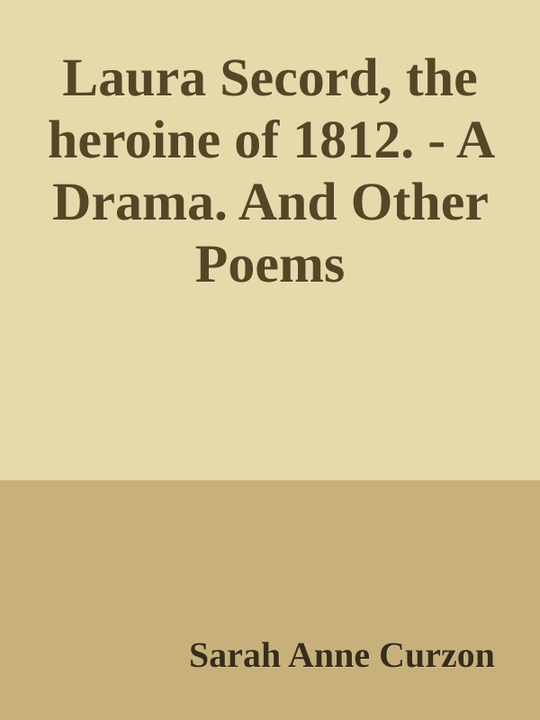 Laura Secord, the
heroine of 1812. - A
Drama. And Other
Poems
Sarah Anne Curzon